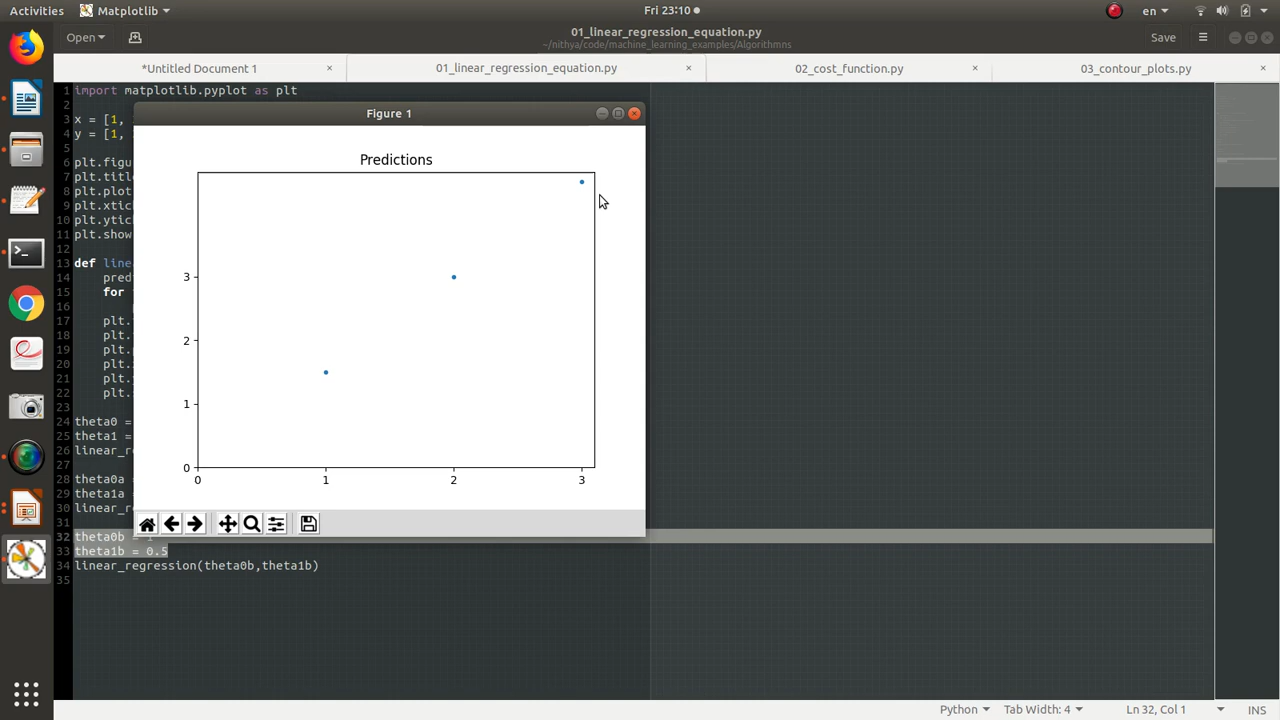 Activities
Matplotlib
Fri 23:10
en
Open
01_linear_regression_equation.py
~/nithya/code/machine_learning_examples/Algorithmns
Save
*Untitled Document 1
01_linear_regression_equation.py
02_cost_function.py
03_contour_plots.py
1 import matplotlib.pyplot as plt
2
3 x = [1,
4 y = [1,
5
6 plt.figu
7 plt.titl
8 plt.plot
9 plt.xtic
10 plt.ytic
11 plt.show
12
13 def line
14 pred
15 for
16
17 plt.
18 plt.
19 plt.
20 plt.
21 plt.
22 plt.
23
24 theta0 =
25 theta1 =
26 linear_r
27
28 theta0a
29 theta1a =
30 linear_r
31
32 theta0b = 1
33 theta1b = 0.5
34 linear_regression(theta0b,theta1b)
35
Figure 1
Predictions
3
2
1
0
0 1 2 3
Python
Tab Width: 4
Ln 32, Col 1
INS